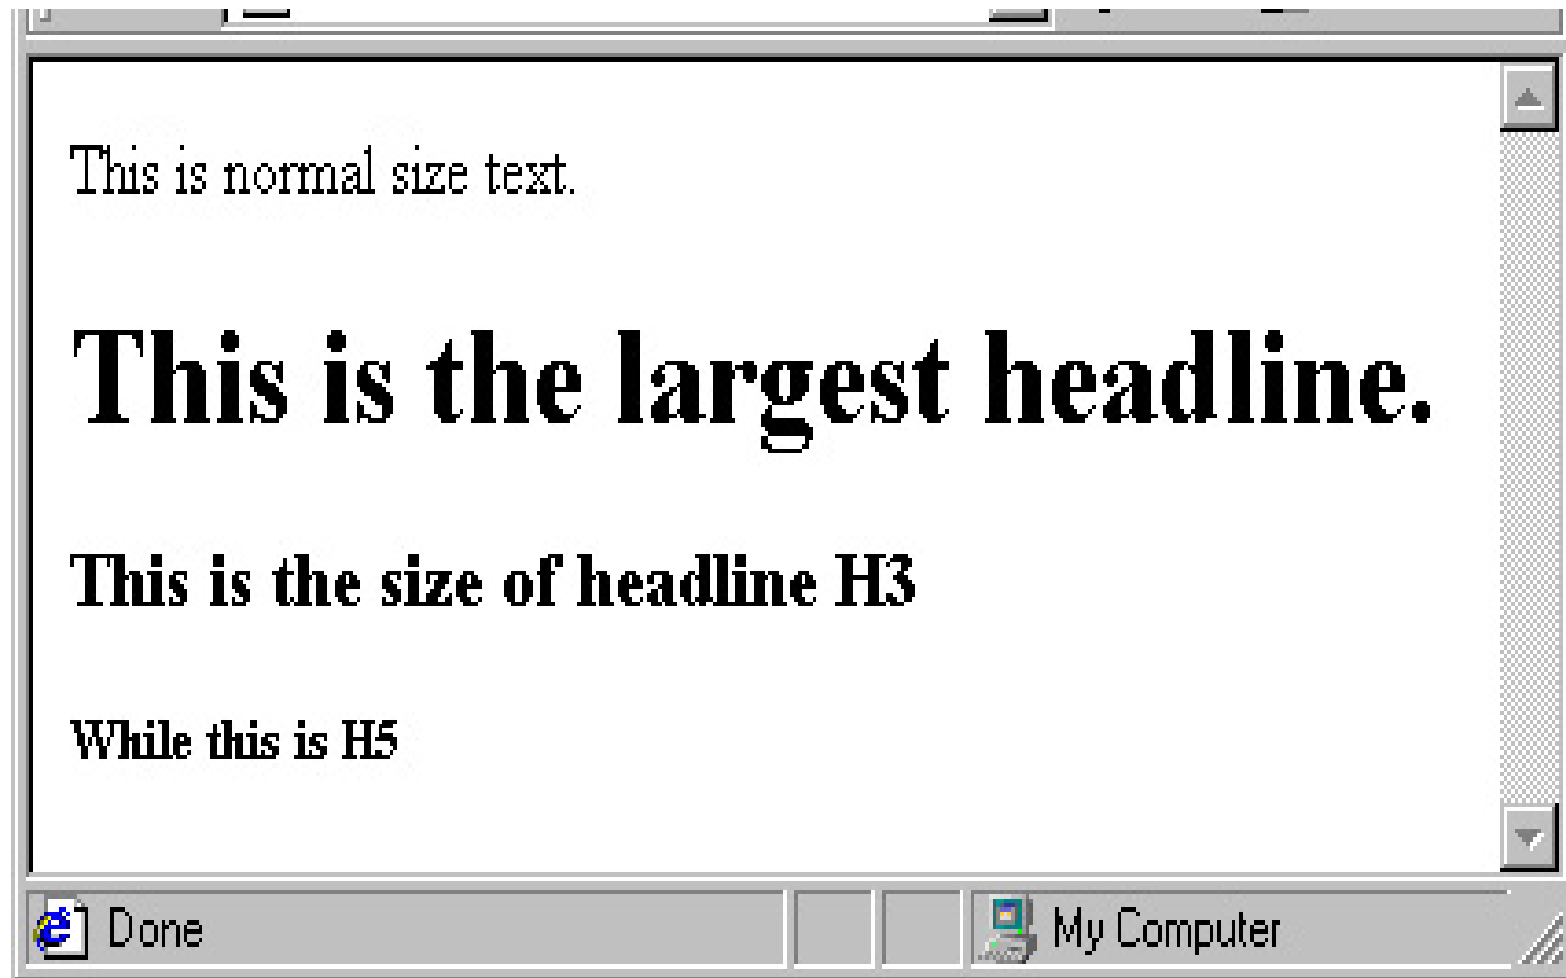 This is normal size text.
This is the largest headline.
This is the size of headline H3
While this is H5
Done
My Computer